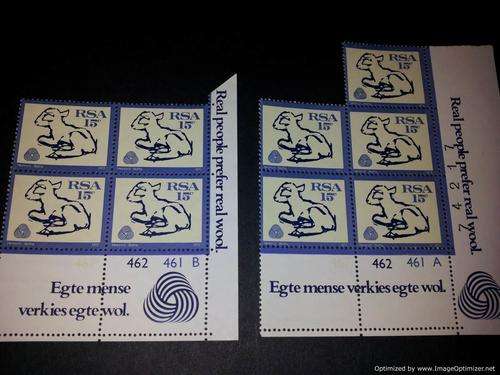 RSA
15c
RSA
15c
RSA
15c
RSA
15c
Real people prefer real wool.
462 461 B
Egte mense
verkies egte wol.
RSA
15c
RSA
15c
RSA
15c
RSA
15c
RSA
15c
Real people prefer real wool.
7 4 2 1 7
462 461 A
Egte mense verkies egte wol.
Optimized by www.ImageOptimizer.net